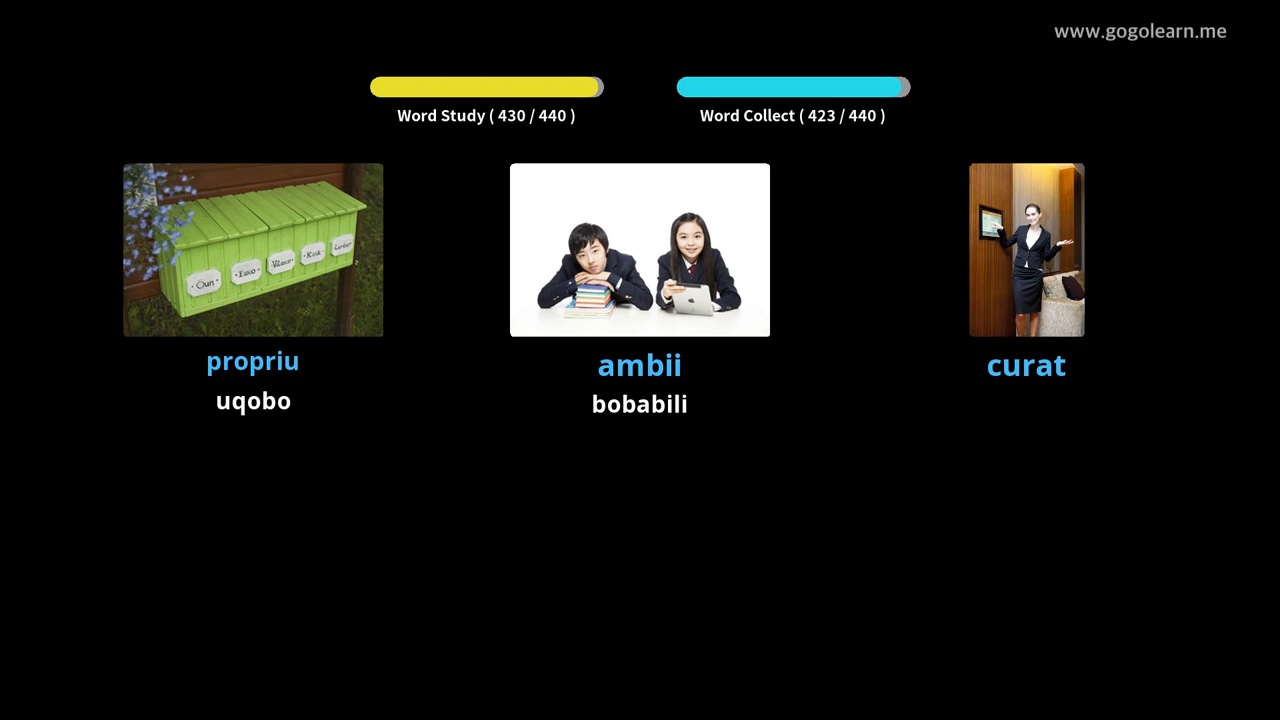 www.gogolearn.me
Word Study ( 430 / 440 )
Word Collect ( 423 / 440 )
propriu
ambii
curat
uqobo
bobabili